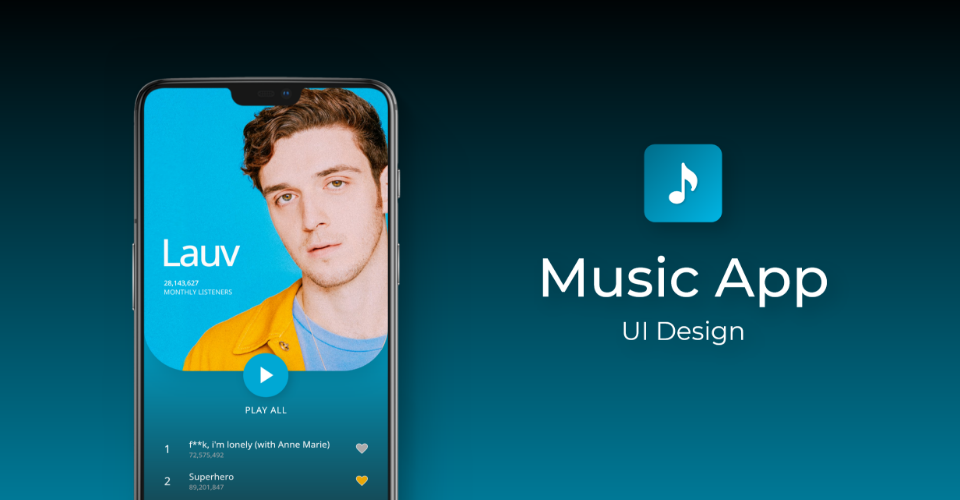 Lauv
28,143,627
MONTHLY LISTENERS
PLAY ALL
1 f**k, i'm lonely (with Anne Marie)
72,575,492
2 Superhero
89,201,847
Music App
UI Design